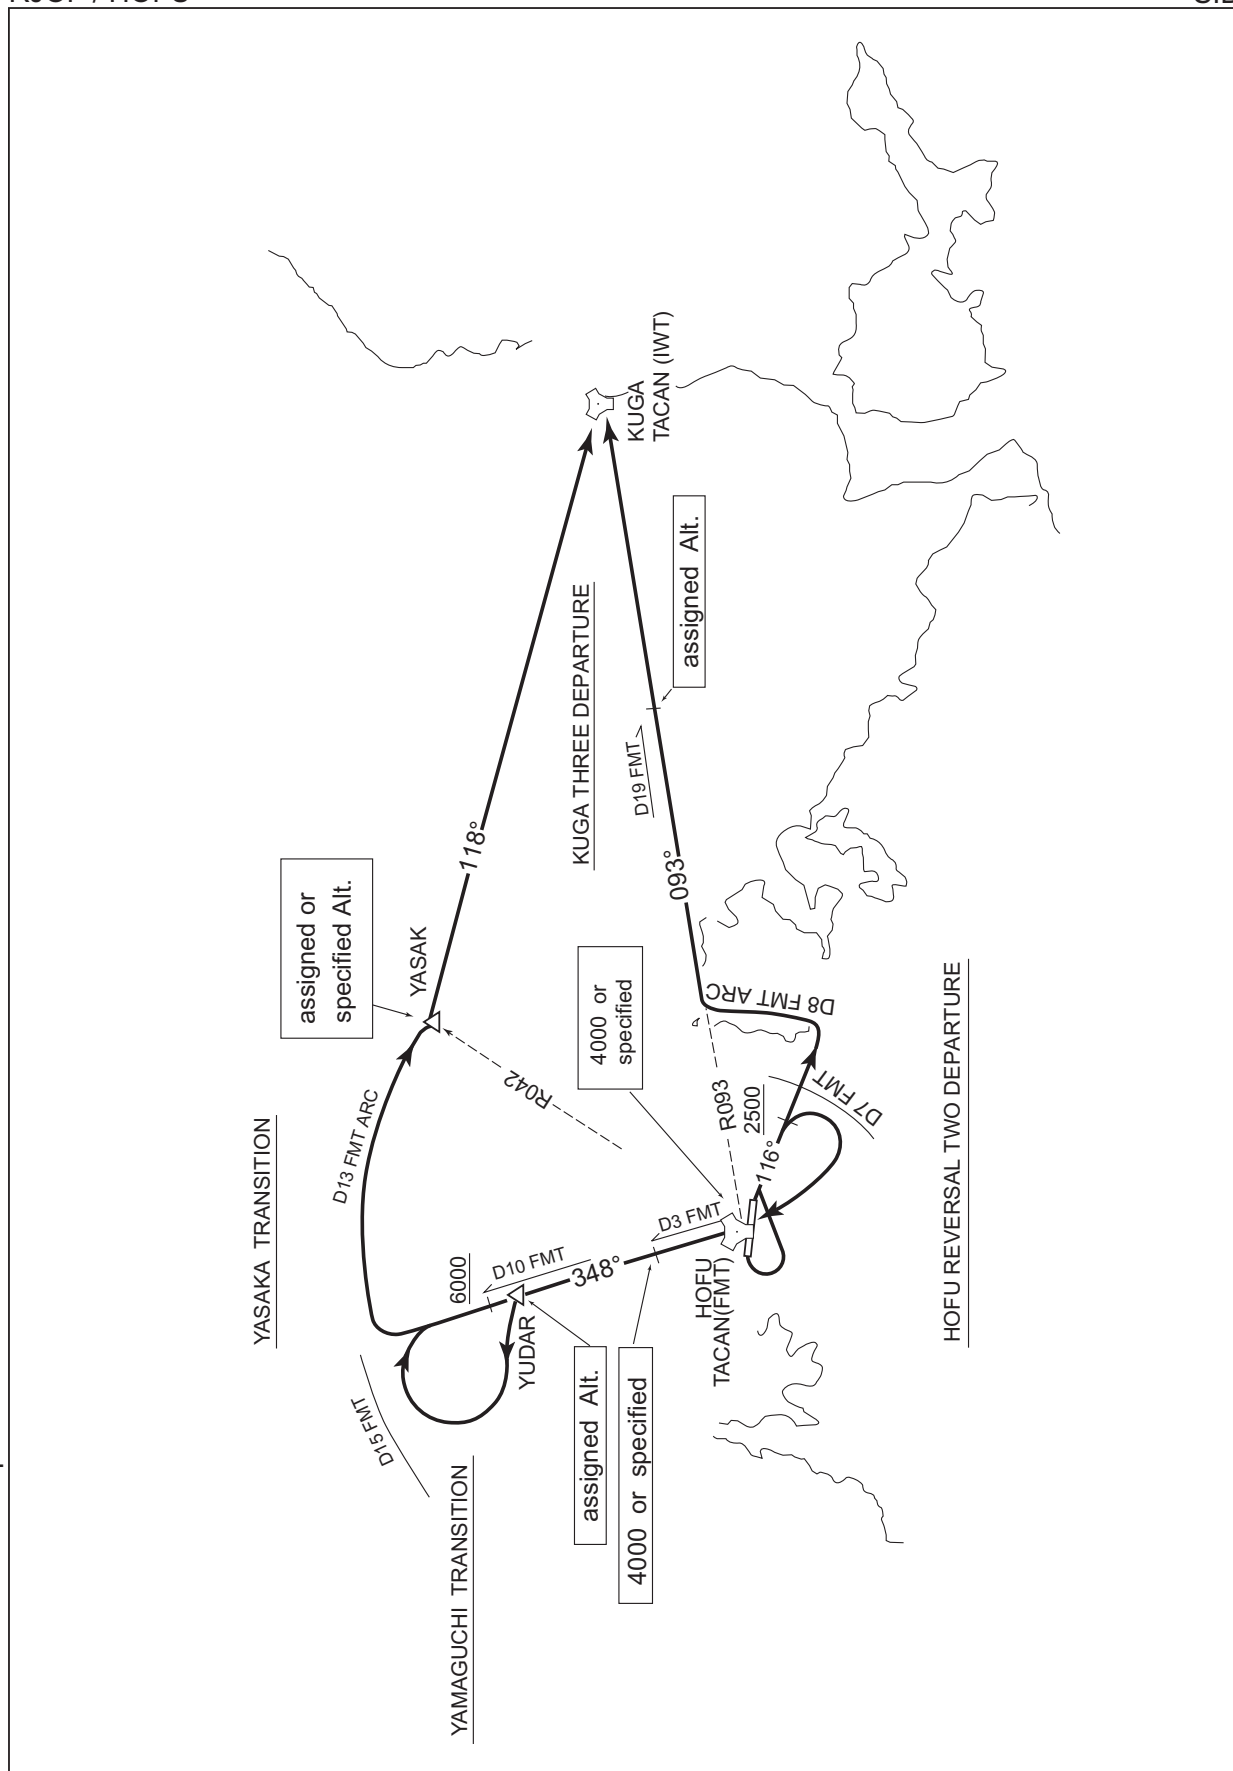 YASAKA TRANSITION
YAMAGUCHI TRANSITION
D15 FMT
D13 FMT ARC
assigned or
specified Alt.
YASAK
118°
R042
6000
D10 FMT
YUDAR
348°
D3 FMT
assigned Alt.
4000 or specified
4000 or
specified
KUGA THREE DEPARTURE
KUGA
TACAN (IWT)
D19 FMT
assigned Alt.
093°
R093
D8 FMT ARC
2500
D7 FMT
116°
HOFU
TACAN(FMT)
HOFU REVERSAL TWO DEPARTURE